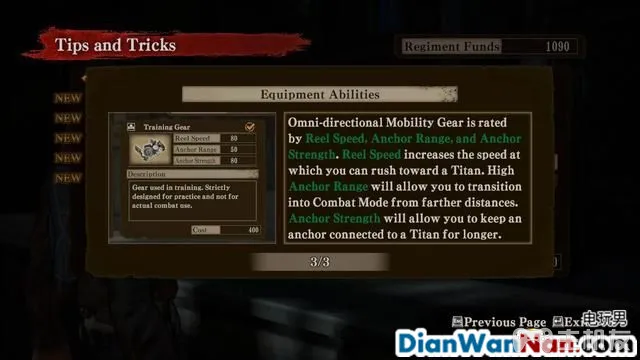 Tips and Tricks
Regiment Funds 1090
Equipment Abilities
NEW
NEW
NEW
NEW
NEW
Training Gear
Reel Speed 80
Anchor Range 50
Anchor Strength 80
Description
Gear used in training. Strictly
designed for practice and not for
actual combat use.
Cost 400
Omni-directional Mobility Gear is rated
by Reel Speed, Anchor Range, and Anchor
Strength. Reel Speed increases the speed at
which you can rush toward a Titan. High
Anchor Range will allow you to transition
into Combat Mode from farther distances.
Anchor Strength will allow you to keep an
anchor connected to a Titan for longer.
3/3
Previous Page
电玩男
DianWanNan.com